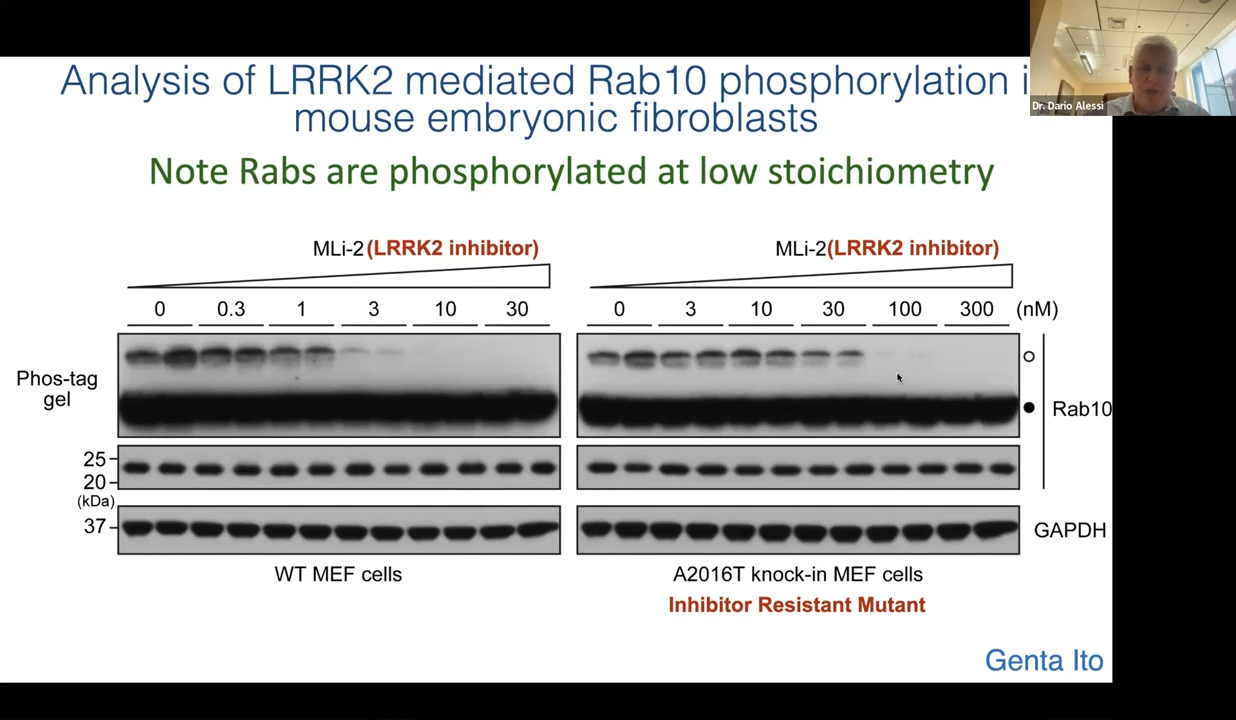 Dr. Dario Alessi
Analysis of LRRK2 mediated Rab10 phosphorylation i
mouse embryonic fibroblasts
Note Rabs are phosphorylated at low stoichiometry
MLi-2(LRRK2 inhibitor)
MLi-2(LRRK2 inhibitor)
0 0.3 1 3 10 30
0 3 10 30 100 300 (nM)
Phos-tag
gel
Rab10
25
20
(kDa)
37
GAPDH
WT MEF cells
A2016T knock-in MEF cells
Inhibitor Resistant Mutant
Genta Ito